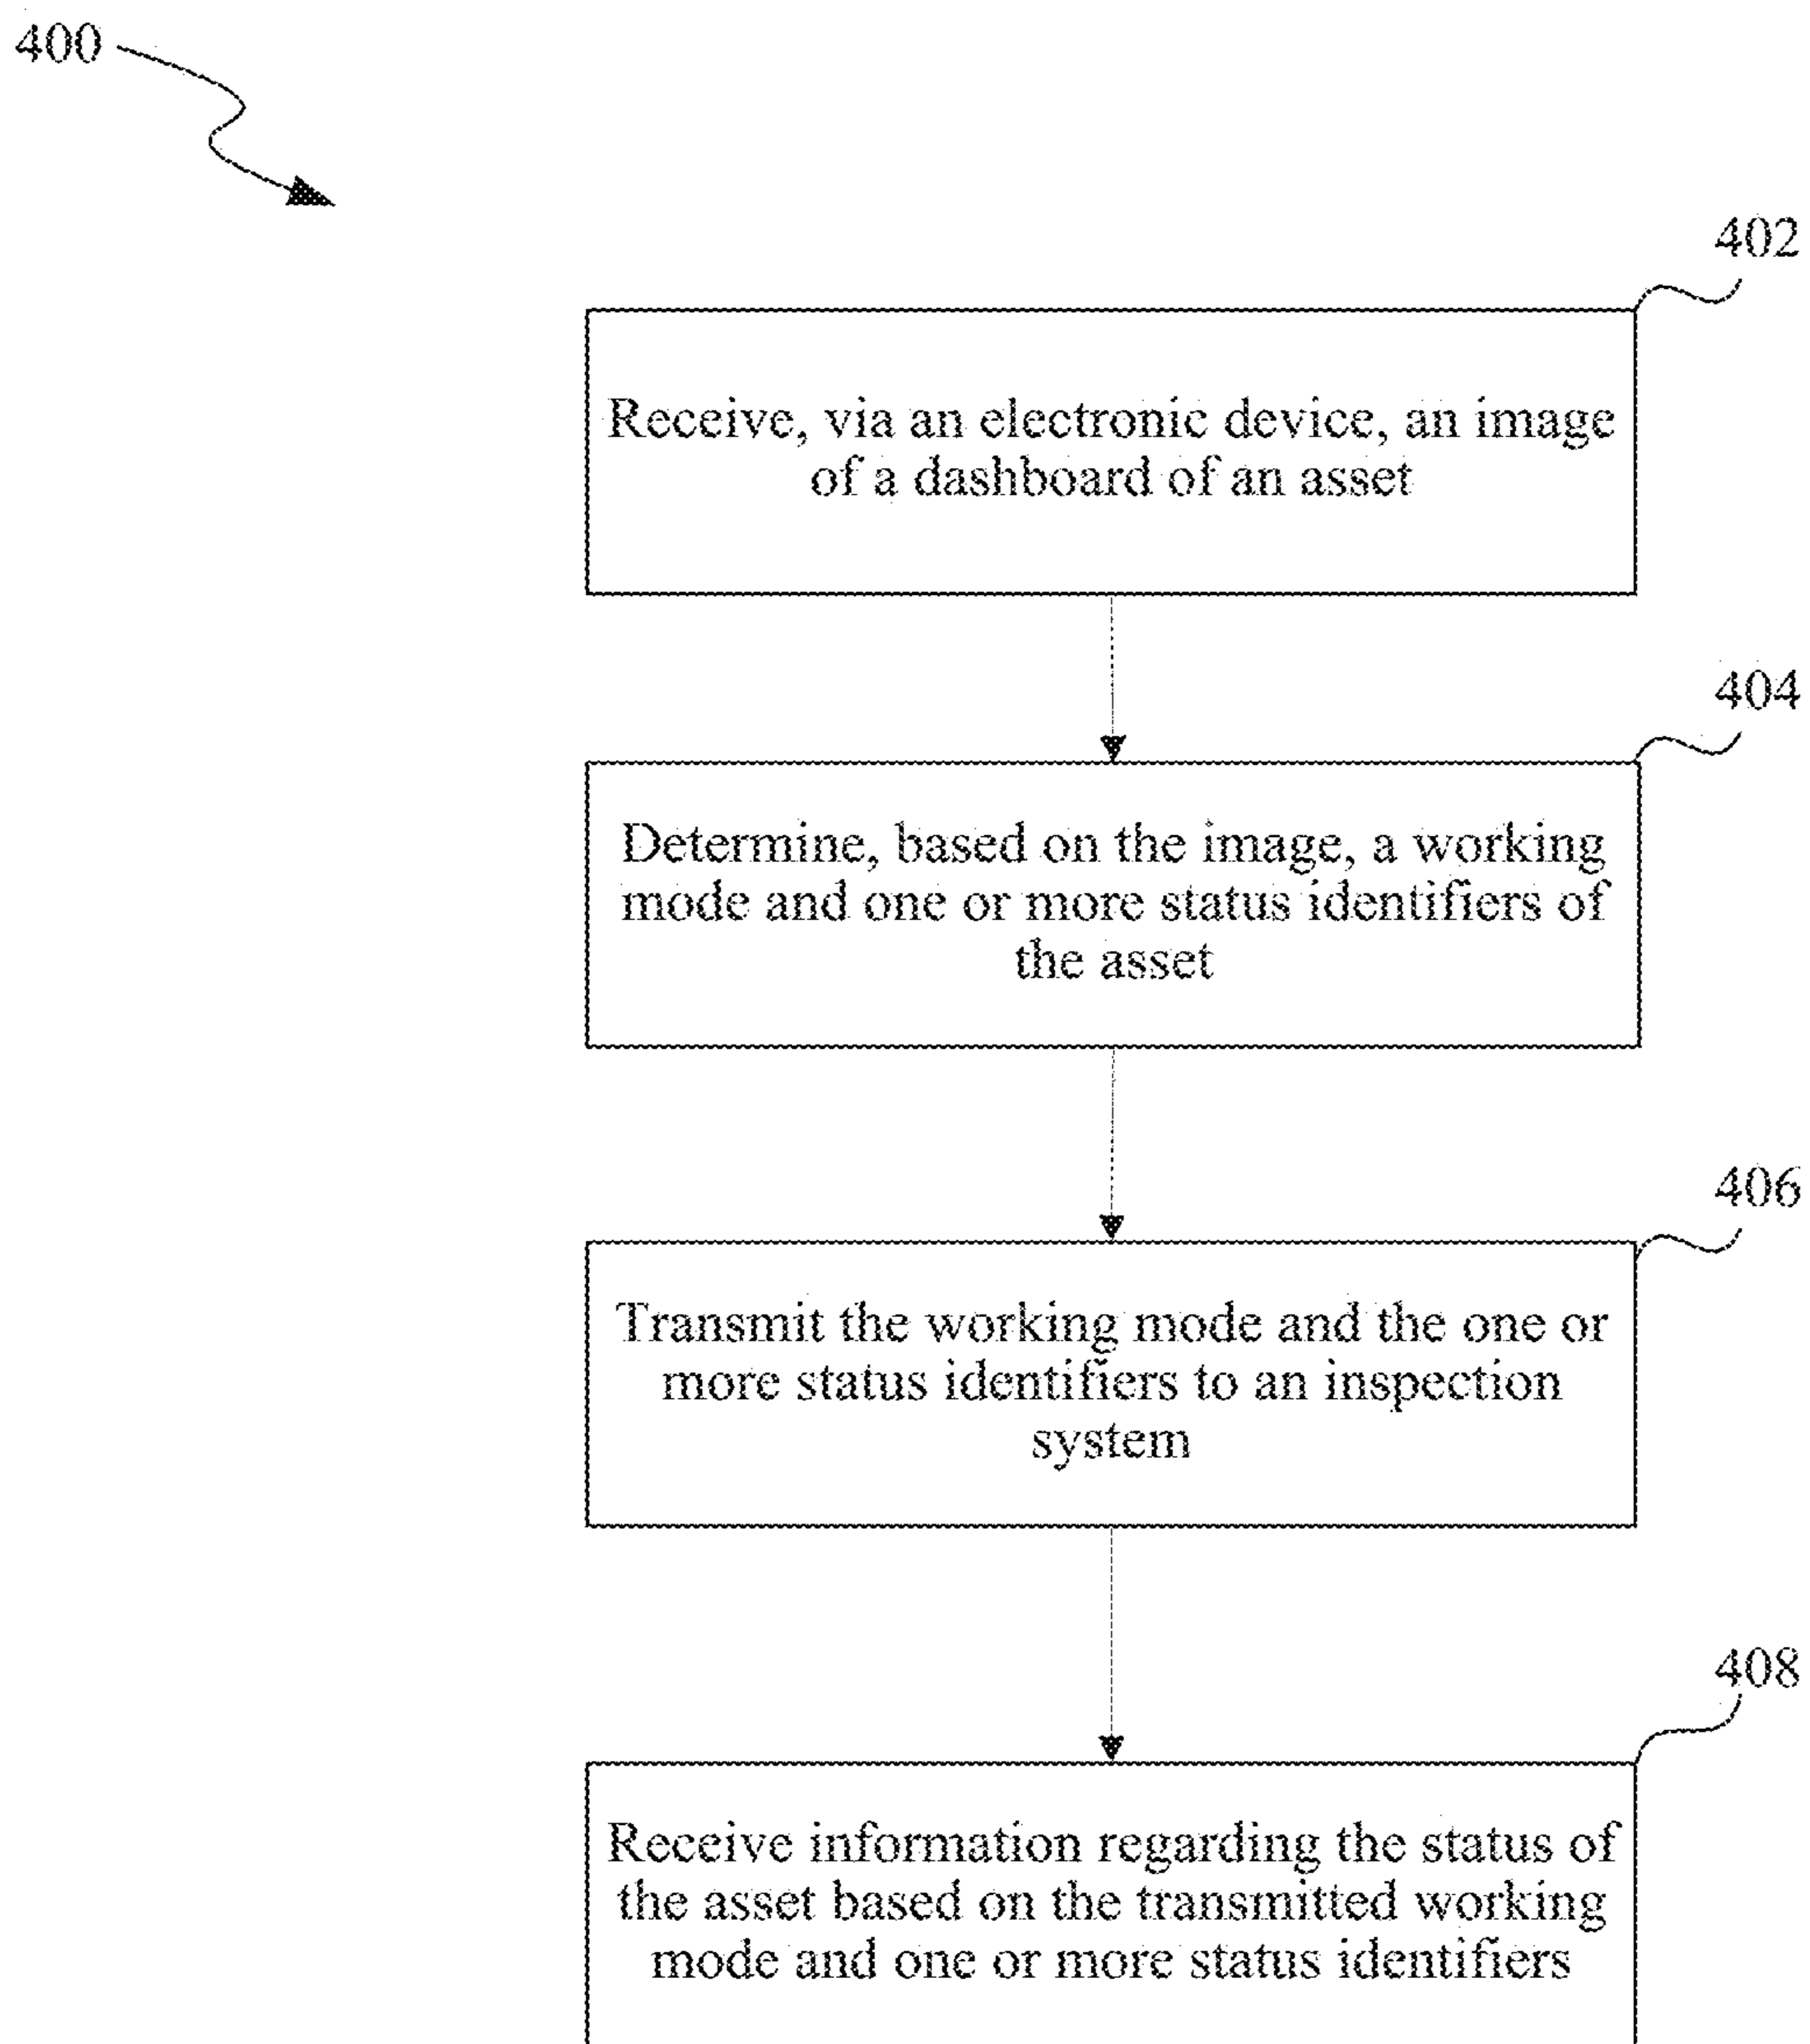 400
402
Receive, via an electronic device, an image
of a dashboard of an asset
404
Determine, based on the image, a working
mode and one or more status identifiers of
the asset
406
Transmit the working mode and the one or
more status identifiers to an inspection
system
408
Receive information regarding the status of
the asset based on the transmitted working
mode and one or more status identifiers